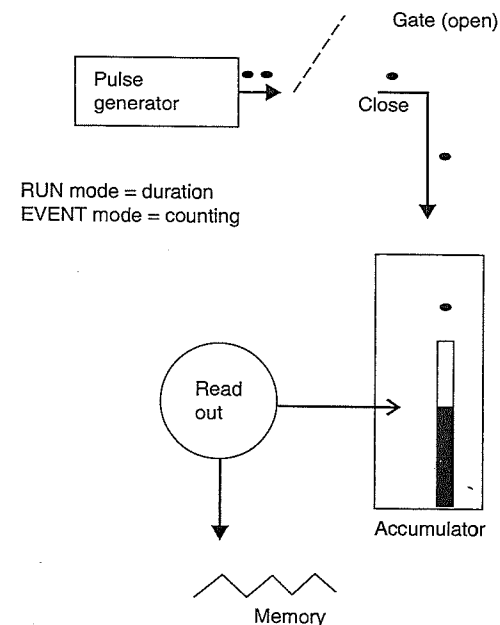 Gate (open)
Pulse
generator
Close
RUN mode = duration
EVENT mode = counting
Read
out
Accumulator
Memory